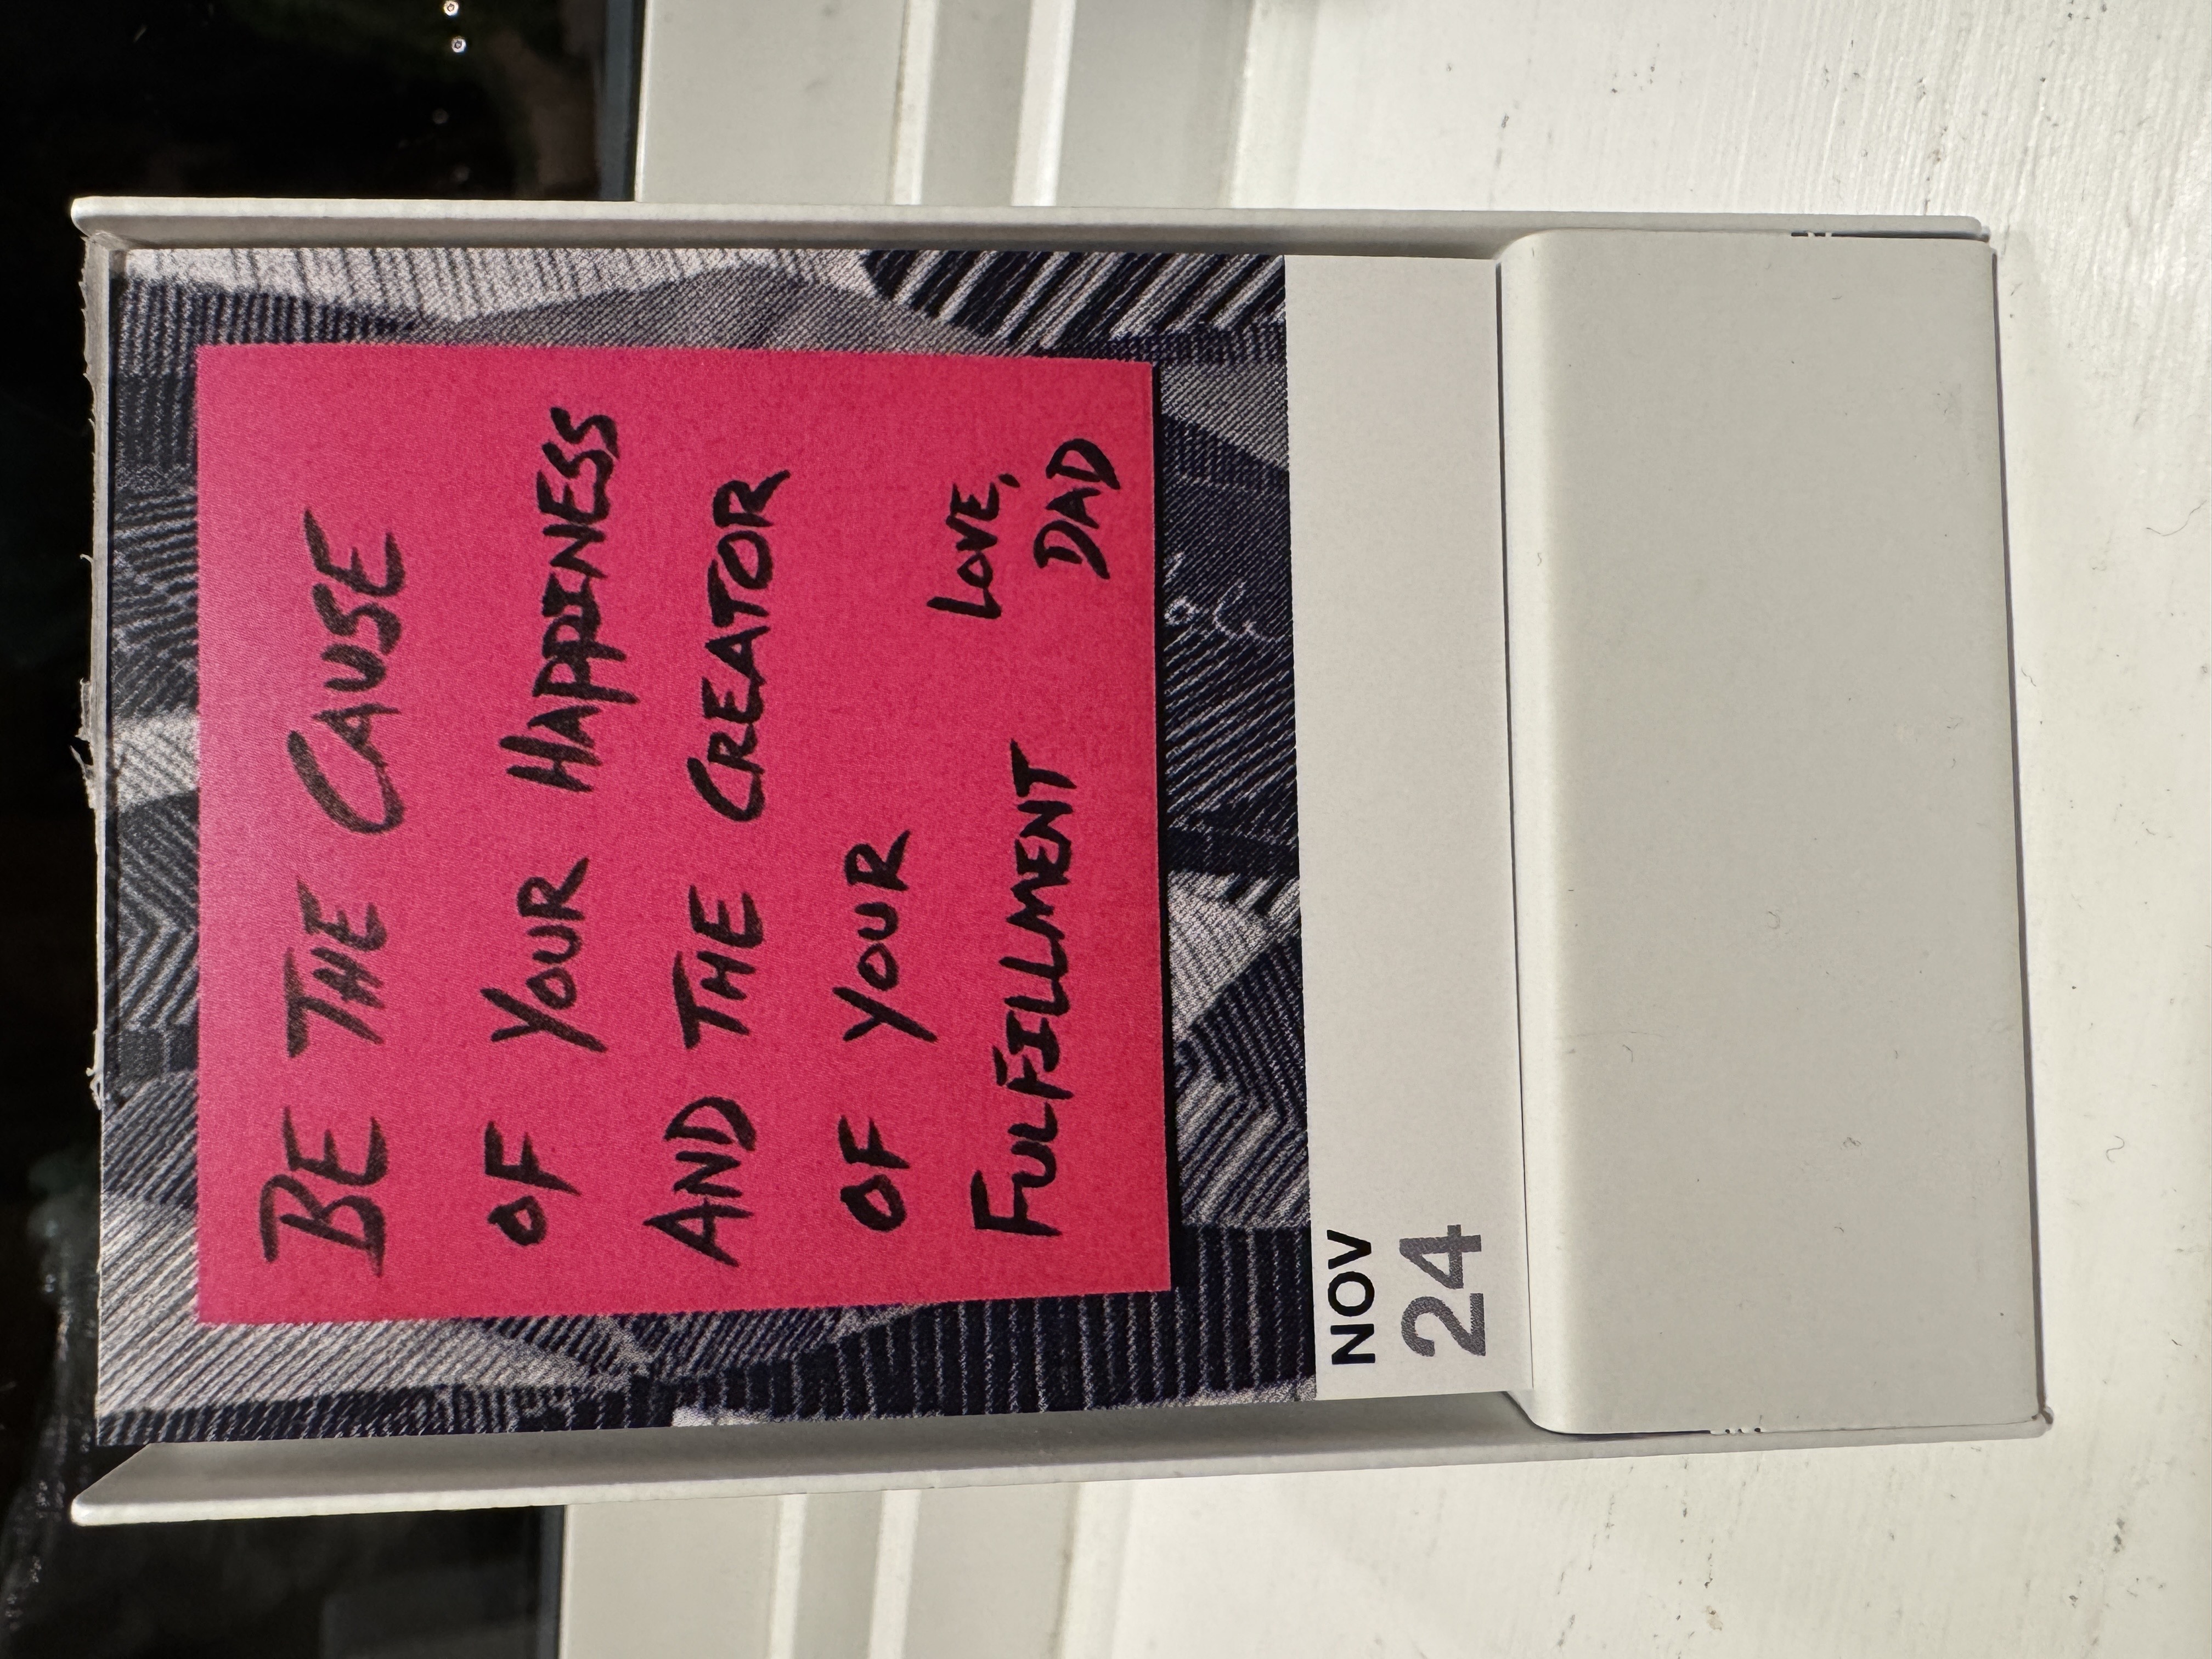 BE THE CAUSE
OF YOUR HAPPINESS
AND THE CREATOR
OF YOUR
FULFILLMENT
LOVE,
DAD
NOV
24